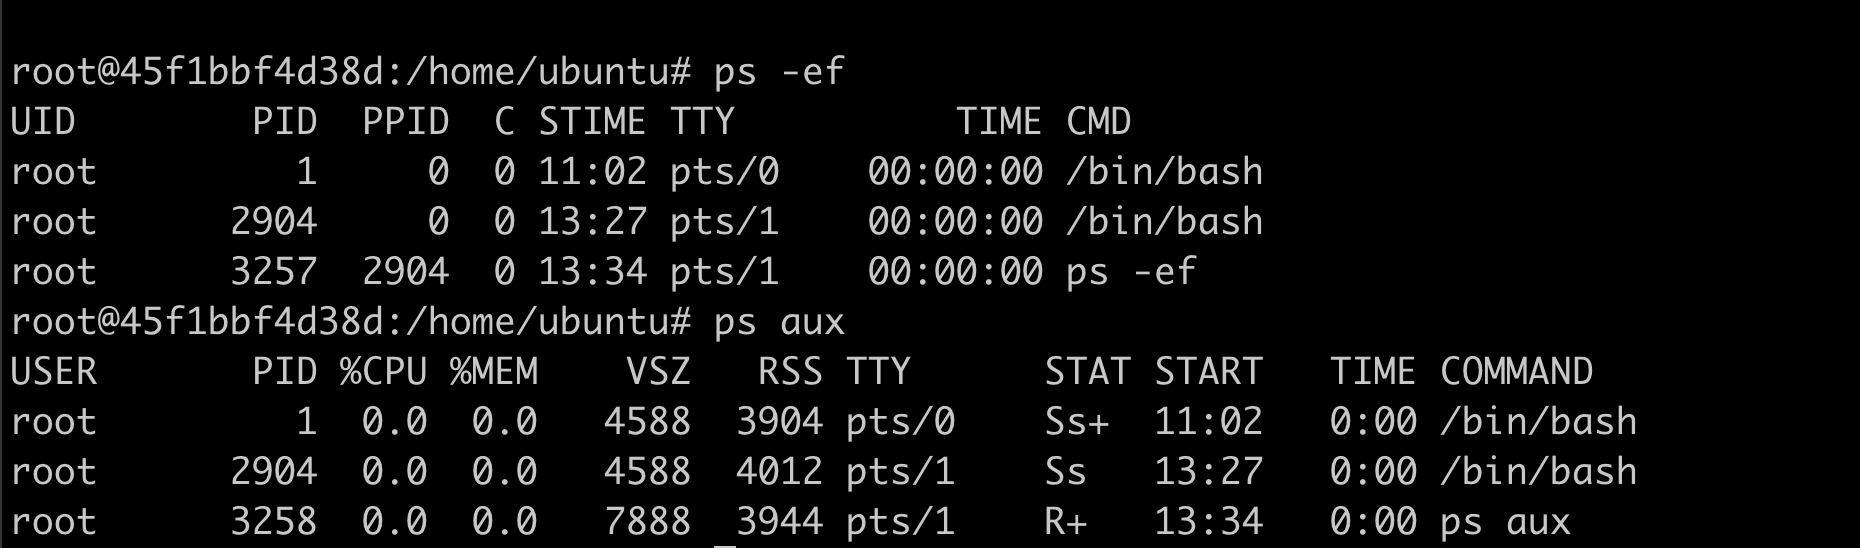 root@45f1bbf4d38d:/home/ubuntu# ps -ef
UID        PID  PPID  C STIME TTY          TIME CMD
root         1     0  0 11:02 pts/0    00:00:00 /bin/bash
root      2904     0  0 13:27 pts/1    00:00:00 /bin/bash
root      3257  2904  0 13:34 pts/1    00:00:00 ps -ef
root@45f1bbf4d38d:/home/ubuntu# ps aux
USER       PID %CPU %MEM    VSZ   RSS TTY      STAT START   TIME COMMAND
root         1  0.0  0.0   4588  3904 pts/0    Ss+  11:02   0:00 /bin/bash
root      2904  0.0  0.0   4588  4012 pts/1    Ss   13:27   0:00 /bin/bash
root      3258  0.0  0.0   7888  3944 pts/1    R+   13:34   0:00 ps aux